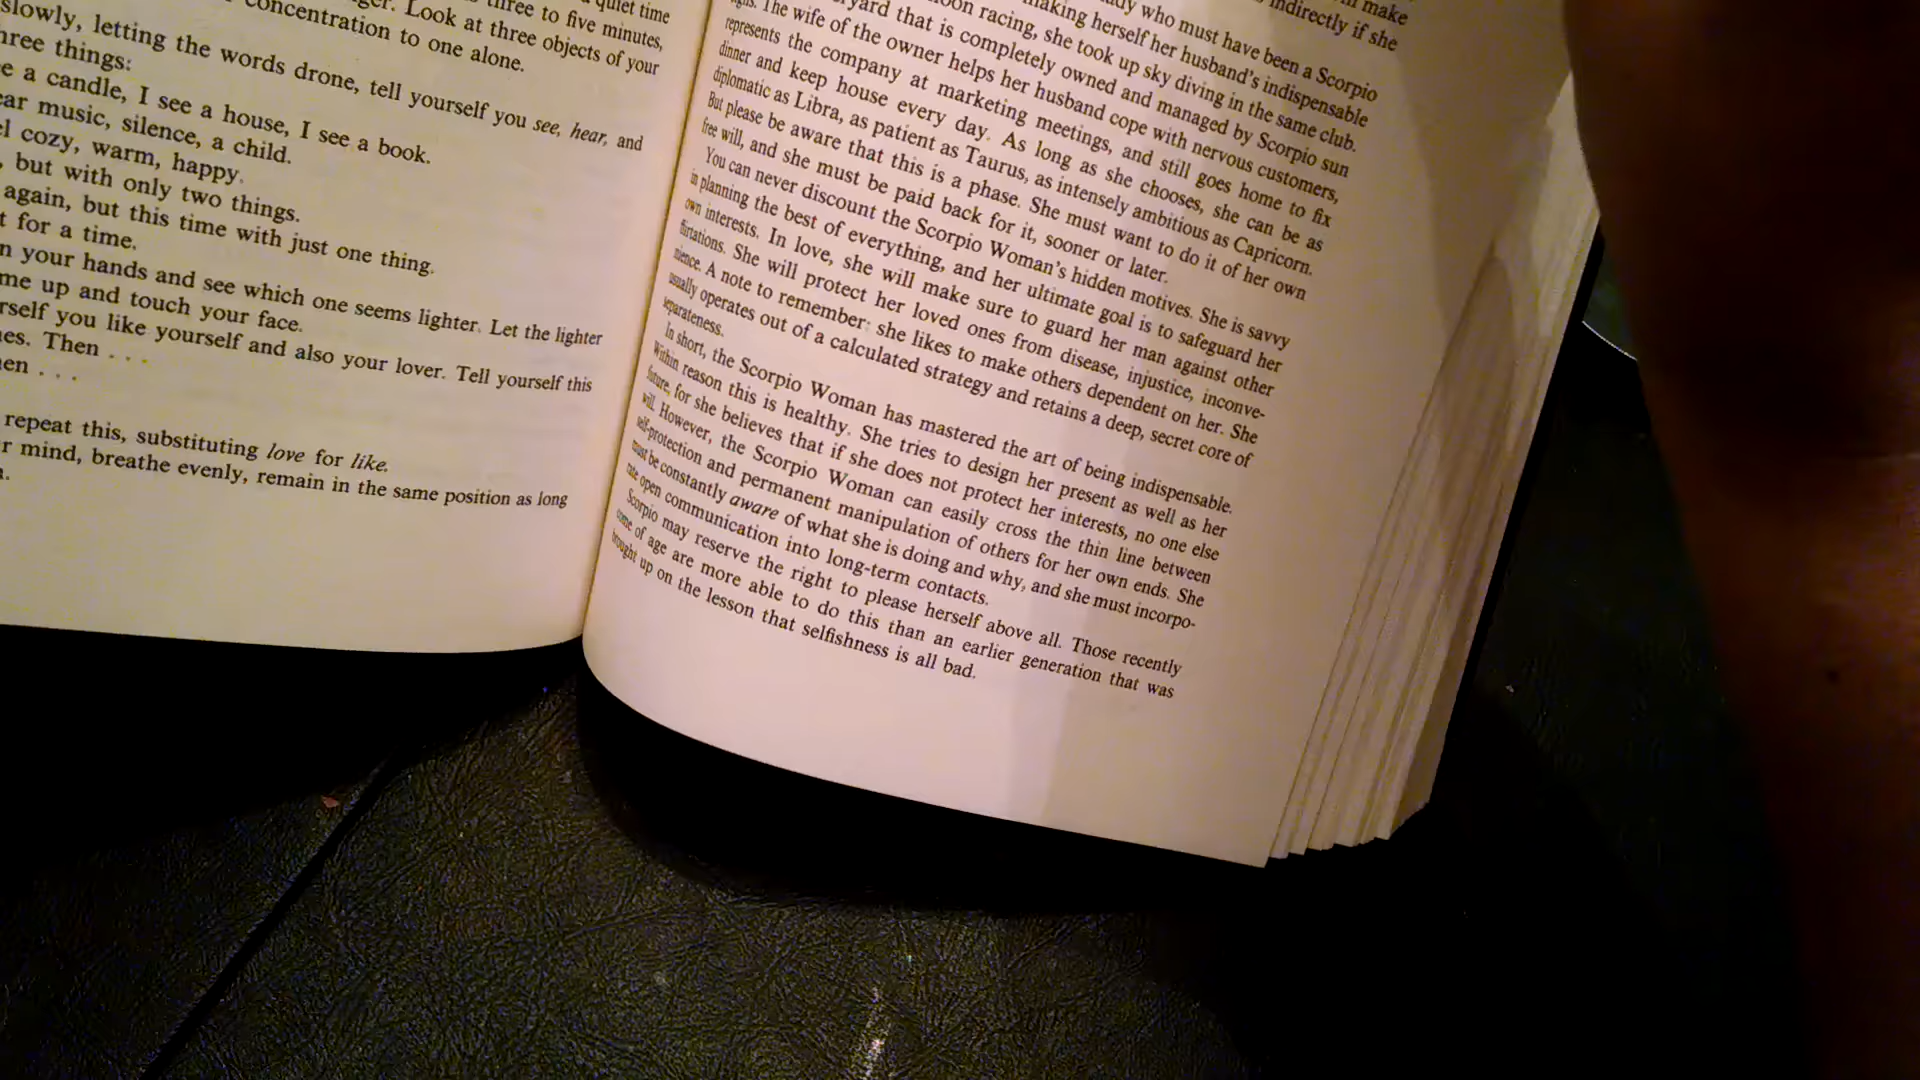 quiet time
three to five minutes,
Look at three objects of your
concentration to one alone.
slowly, letting the words drone, tell yourself you see, hear, and
three things:
a candle, I see a house, I see a book.
music, silence, a child.
cozy, warm, happy.
but with only two things.
again, but this time with just one thing.
for a time.
your hands and see which one seems lighter. Let the lighter
me up and touch your face.
you like yourself and also your lover. Tell yourself this
Then . . .
. . .
repeat this, substituting love for like.
mind, breathe evenly, remain in the same position as long
make
indirectly if she
who must have been a Scorpio
making herself her husband's indispensable
racing, she took up sky diving in the same club.
yard that is completely owned and managed by Scorpio sun
The wife of the owner helps her husband cope with nervous customers,
represents the company at marketing meetings, and still goes home to fix
dinner and keep house every day. As long as she chooses, she can be as
diplomatic as Libra, as patient as Taurus, as intensely ambitious as Capricorn.
But please be aware that this is a phase. She must want to do it of her own
free will, and she must be paid back for it, sooner or later.
You can never discount the Scorpio Woman's hidden motives. She is savvy
in planning the best of everything, and her ultimate goal is to safeguard her
own interests. In love, she will make sure to guard her man against other
flirtations. She will protect her loved ones from disease, injustice, inconve-
nience. A note to remember: she likes to make others dependent on her. She
usually operates out of a calculated strategy and retains a deep, secret core of
separateness.
In short, the Scorpio Woman has mastered the art of being indispensable.
Within reason this is healthy. She tries to design her present as well as her
future, for she believes that if she does not protect her interests, no one else
will. However, the Scorpio Woman can easily cross the thin line between
self-protection and permanent manipulation of others for her own ends. She
must be constantly aware of what she is doing and why, and she must incorpo-
rate open communication into long-term contacts.
Scorpio may reserve the right to please herself above all. Those recently
come of age are more able to do this than an earlier generation that was
brought up on the lesson that selfishness is all bad.